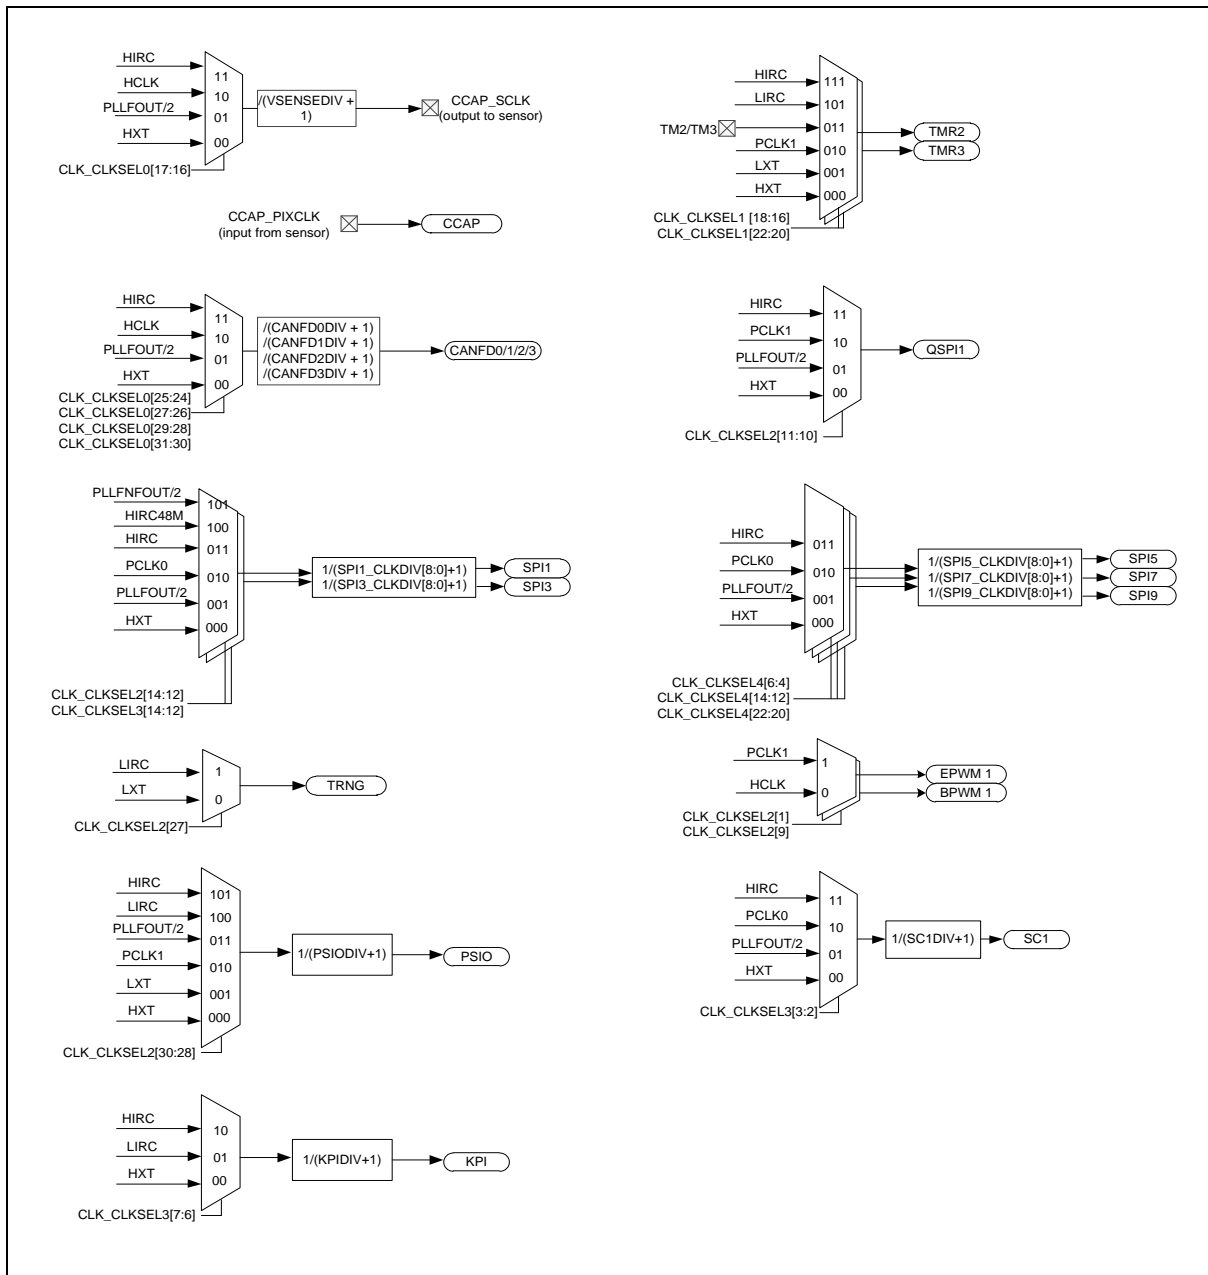 HIRC
HCLK
PLLFOUT/2
HXT
11
10
01
00
CLK_CLKSEL0[17:16]
/(VSENSEDIV +
1)
CCAP_SCLK
(output to sensor)
CCAP_PIXCLK
(input from sensor)
CCAP
HIRC
LIRC
TM2/TM3
PCLK1
LXT
HXT
111
101
011
010
001
000
CLK_CLKSEL1 [18:16]
CLK_CLKSEL1[22:20]
TMR2
TMR3
HIRC
HCLK
PLLFOUT/2
HXT
11
10
01
00
CLK_CLKSEL0[25:24]
CLK_CLKSEL0[27:26]
CLK_CLKSEL0[29:28]
CLK_CLKSEL0[31:30]
/(CANFD0DIV + 1)
/(CANFD1DIV + 1)
/(CANFD2DIV + 1)
/(CANFD3DIV + 1)
CANFD0/1/2/3
HIRC
PCLK1
PLLFOUT/2
HXT
11
10
01
00
CLK_CLKSEL2[11:10]
QSPI1
PLLFNFOUT/2
HIRC48M
HIRC
PCLK0
PLLFOUT/2
HXT
101
100
011
010
001
000
CLK_CLKSEL2[14:12]
CLK_CLKSEL3[14:12]
1/(SPI1_CLKDIV[8:0]+1)
1/(SPI3_CLKDIV[8:0]+1)
SPI1
SPI3
HIRC
PCLK0
PLLFOUT/2
HXT
011
010
001
000
CLK_CLKSEL4[6:4]
CLK_CLKSEL4[14:12]
CLK_CLKSEL4[22:20]
1/(SPI5_CLKDIV[8:0]+1)
1/(SPI7_CLKDIV[8:0]+1)
1/(SPI9_CLKDIV[8:0]+1)
SPI5
SPI7
SPI9
LIRC
LXT
1
0
CLK_CLKSEL2[27]
TRNG
PCLK1
HCLK
1
0
CLK_CLKSEL2[1]
CLK_CLKSEL2[9]
EPWM 1
BPWM 1
HIRC
LIRC
PLLFOUT/2
PCLK1
LXT
HXT
101
100
011
010
001
000
CLK_CLKSEL2[30:28]
1/(PSIODIV+1)
PSIO
HIRC
PCLK0
PLLFOUT/2
HXT
11
10
01
00
CLK_CLKSEL3[3:2]
1/(SC1DIV+1)
SC1
HIRC
LIRC
HXT
10
01
00
CLK_CLKSEL3[7:6]
1/(KPIDIV+1)
KPI